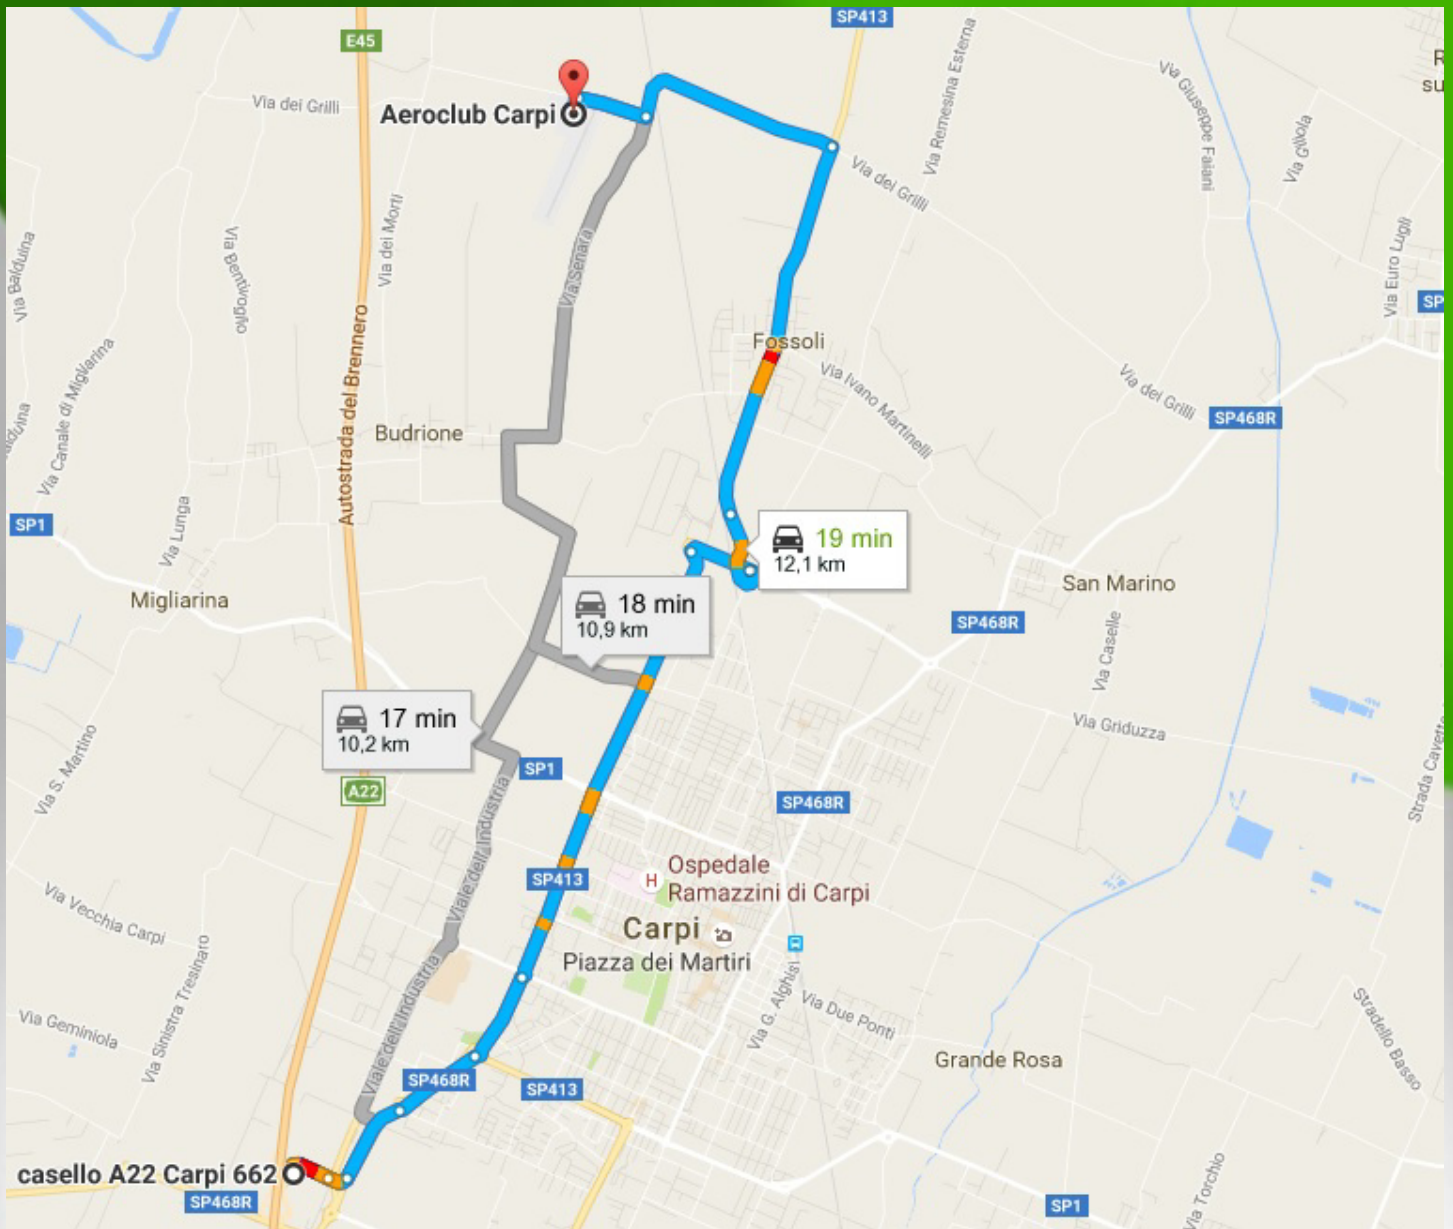 SP413
E45
R
su
Via dei Grilli
Aeroclub Carpi
Via Remesina Esterna
Via Giuseppe Faiani
Via Giliola
Via dei Grilli
Via dei Morti
Via Balduina
Via Bentivoglio
Via Senara
Via Euro Lugli
SP
Autostrada del Brennero
Fossoli
Via Canale di Migliarina
Via Ivano Martinelli
Via dei Grilli
SP468R
Budrione
alduina
SP1
Via Lunga
19 min
12,1 km
Migliarina
18 min
10,9 km
San Marino
SP468R
Via Caselle
17 min
10,2 km
Via Griduzza
Via S. Martino
SP1
A22
SP468R
Strada Cavetto
Viale dell'Industria
SP413
Ospedale
Ramazzini di Carpi
Via Vecchia Carpi
Carpi
Piazza dei Martiri
Via Sinistra Tresinaro
Viale dell'Industria
Via G. Alghisi
Via Due Ponti
Via Geminiola
Stradello Basso
Grande Rosa
SP468R
SP413
casello A22 Carpi 662
SP468R
Via Torchio
SP1